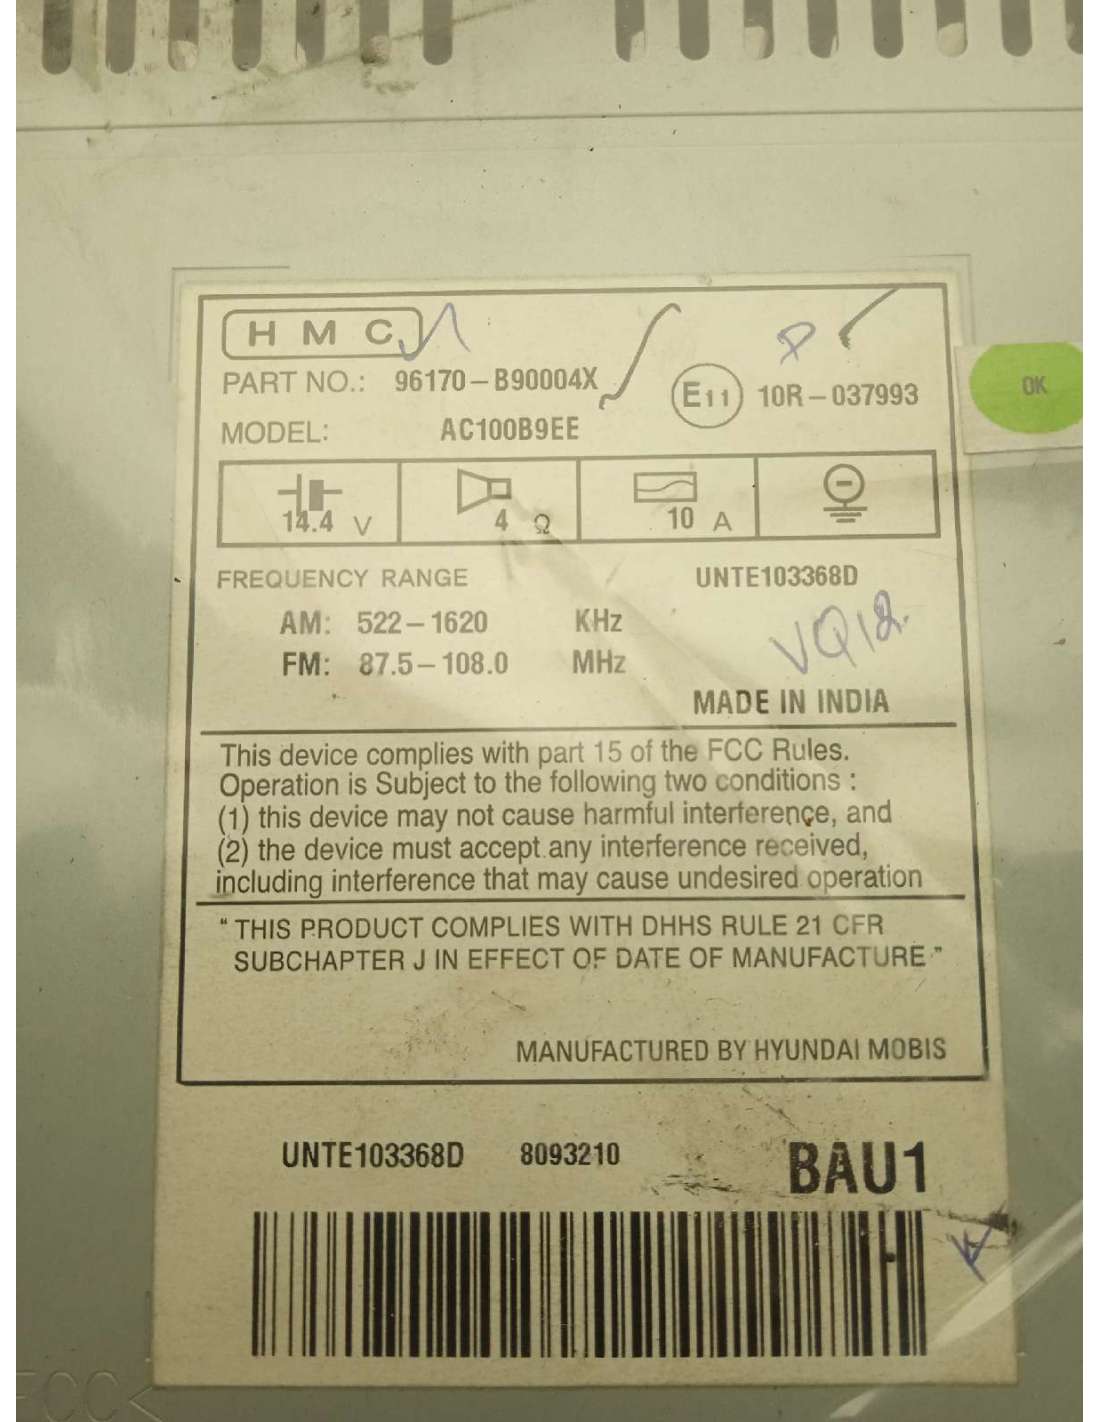 HMC
PART NO.: 96170-B90004X
E11 10R-037993
OK
MODEL: AC100B9EE
14.4 V 4 Ω 10 A
FREQUENCY RANGE UNTE103368D
AM: 522-1620 KHz
FM: 87.5-108.0 MHz
VQ12.
MADE IN INDIA
This device complies with part 15 of the FCC Rules.
Operation is Subject to the following two conditions :
(1) this device may not cause harmful interference, and
(2) the device must accept any interference received,
including interference that may cause undesired operation
“ THIS PRODUCT COMPLIES WITH DHHS RULE 21 CFR
SUBCHAPTER J IN EFFECT OF DATE OF MANUFACTURE ”
MANUFACTURED BY HYUNDAI MOBIS
UNTE103368D 8093210 BAU1